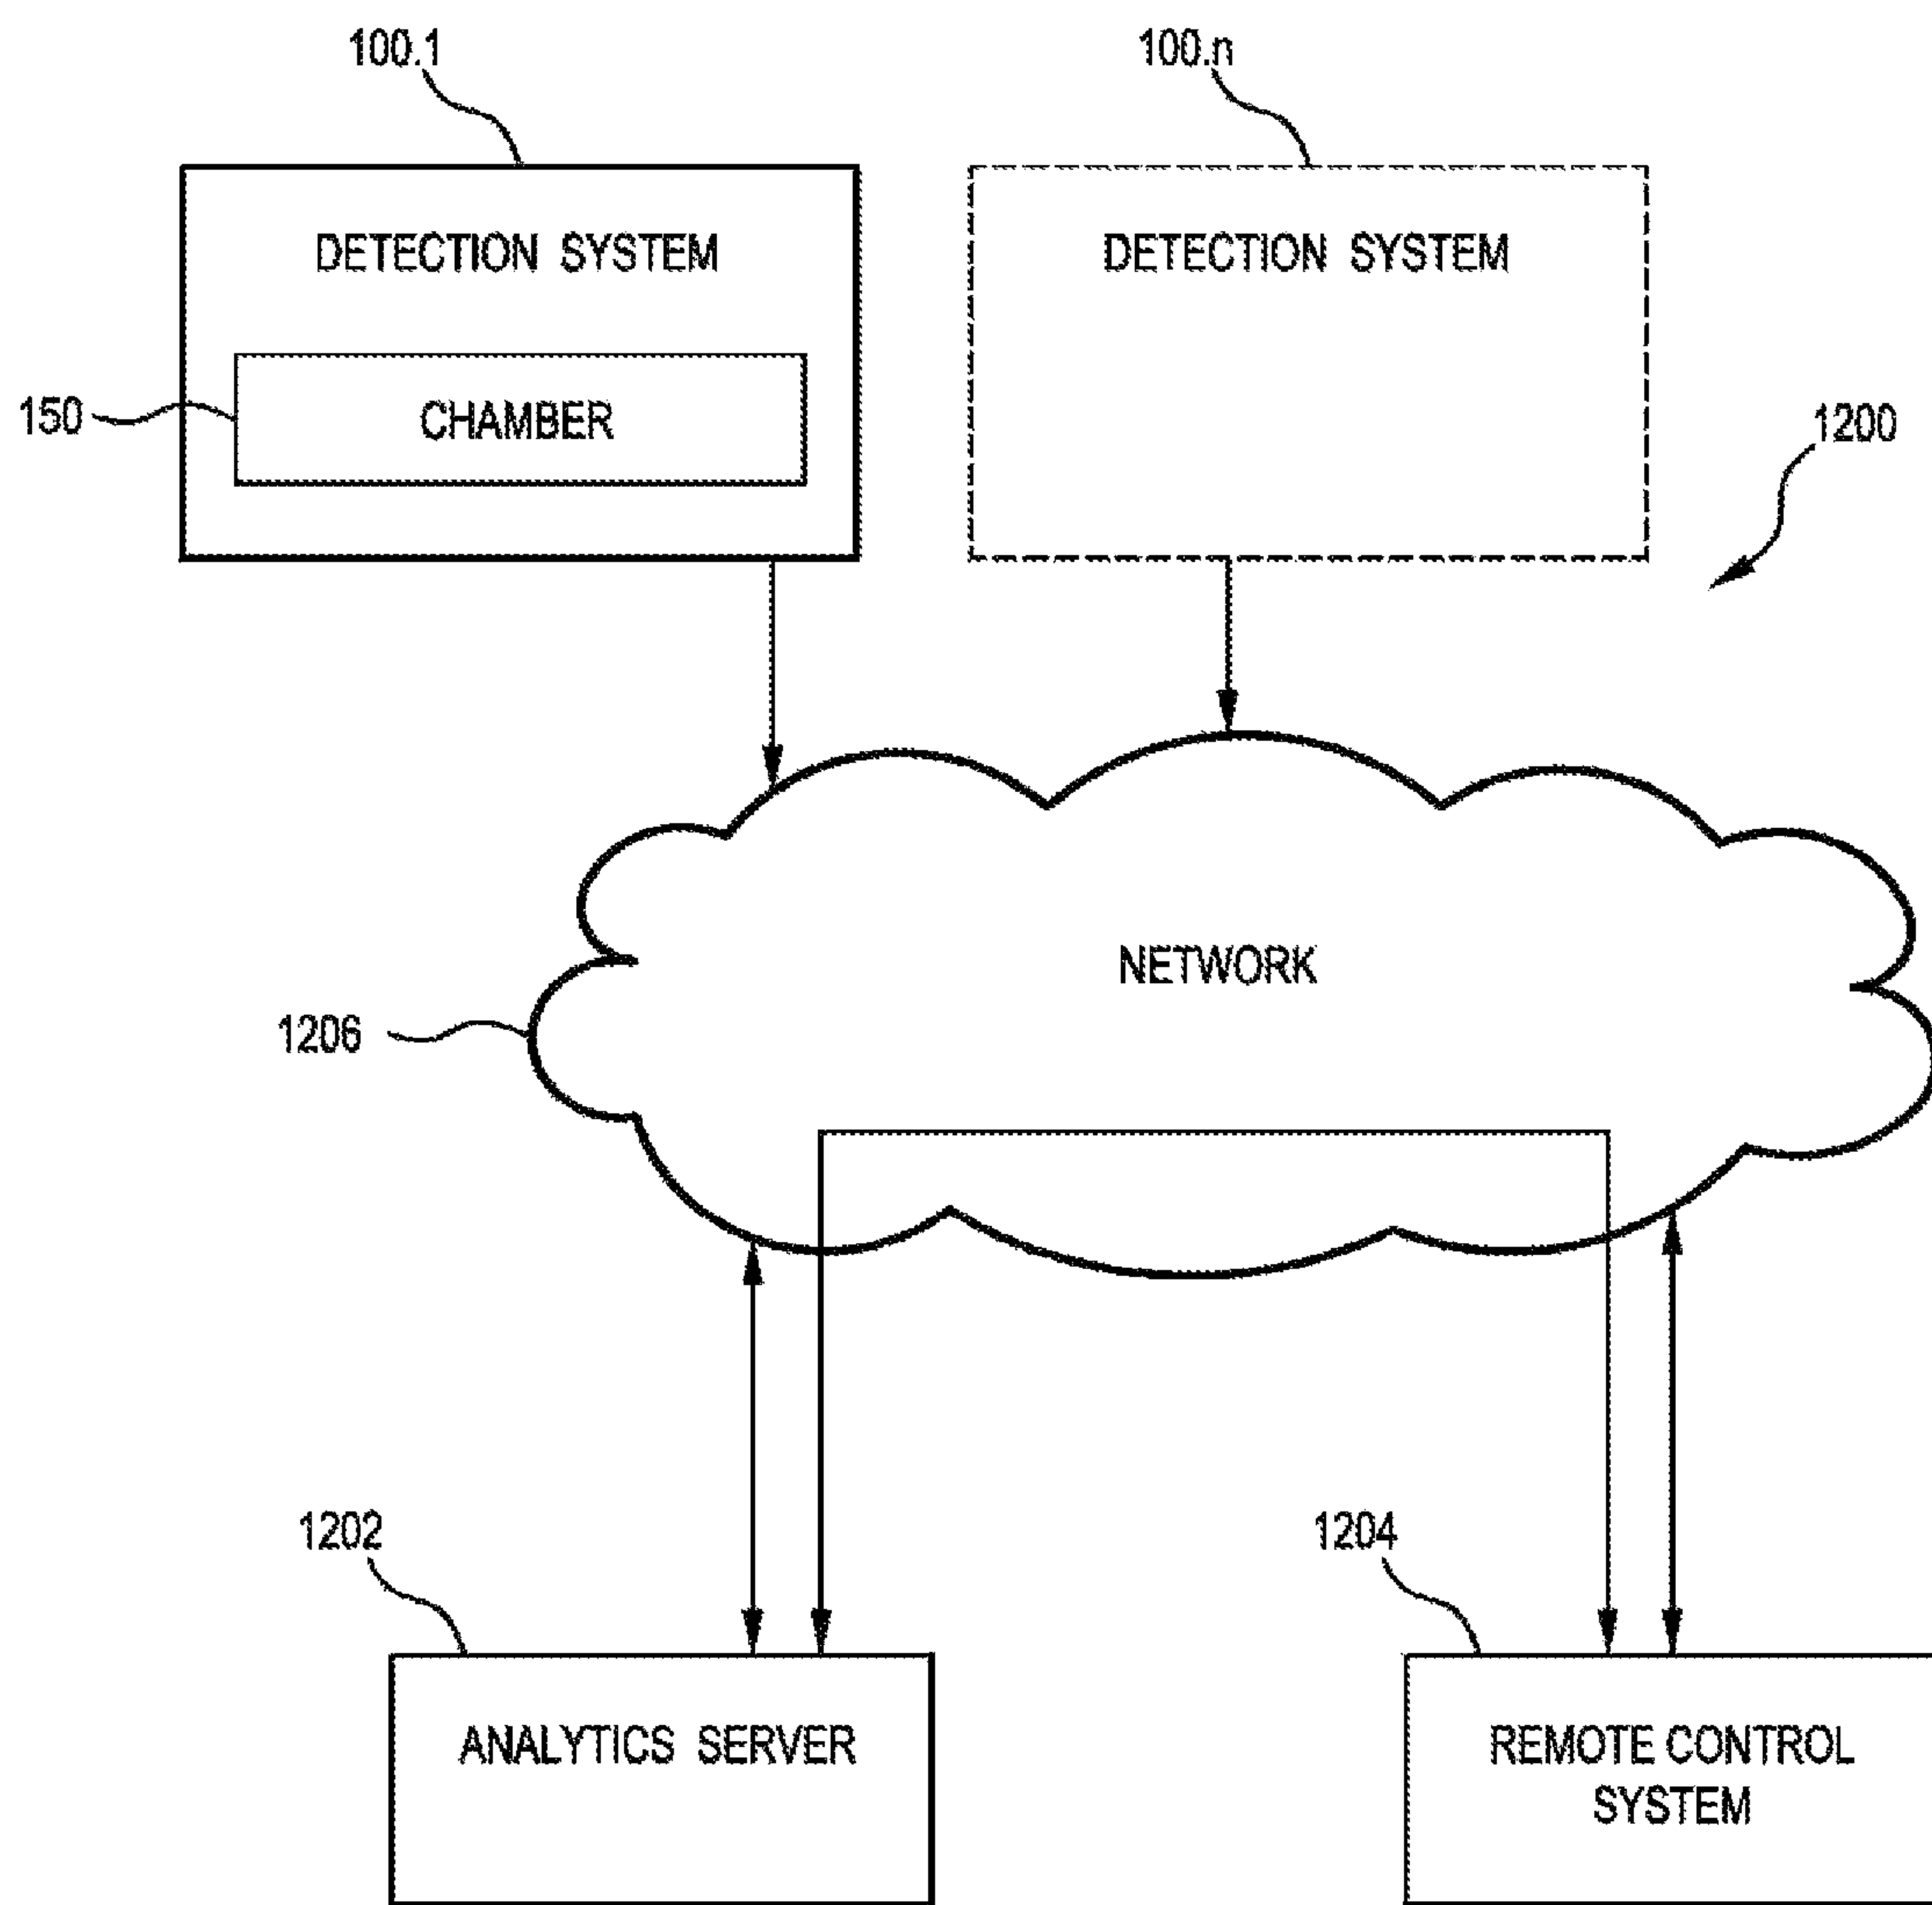 100.1
100.n
DETECTION SYSTEM
DETECTION SYSTEM
150
CHAMBER
1200
NETWORK
1206
1202
1204
ANALYTICS SERVER
REMOTE CONTROL
SYSTEM